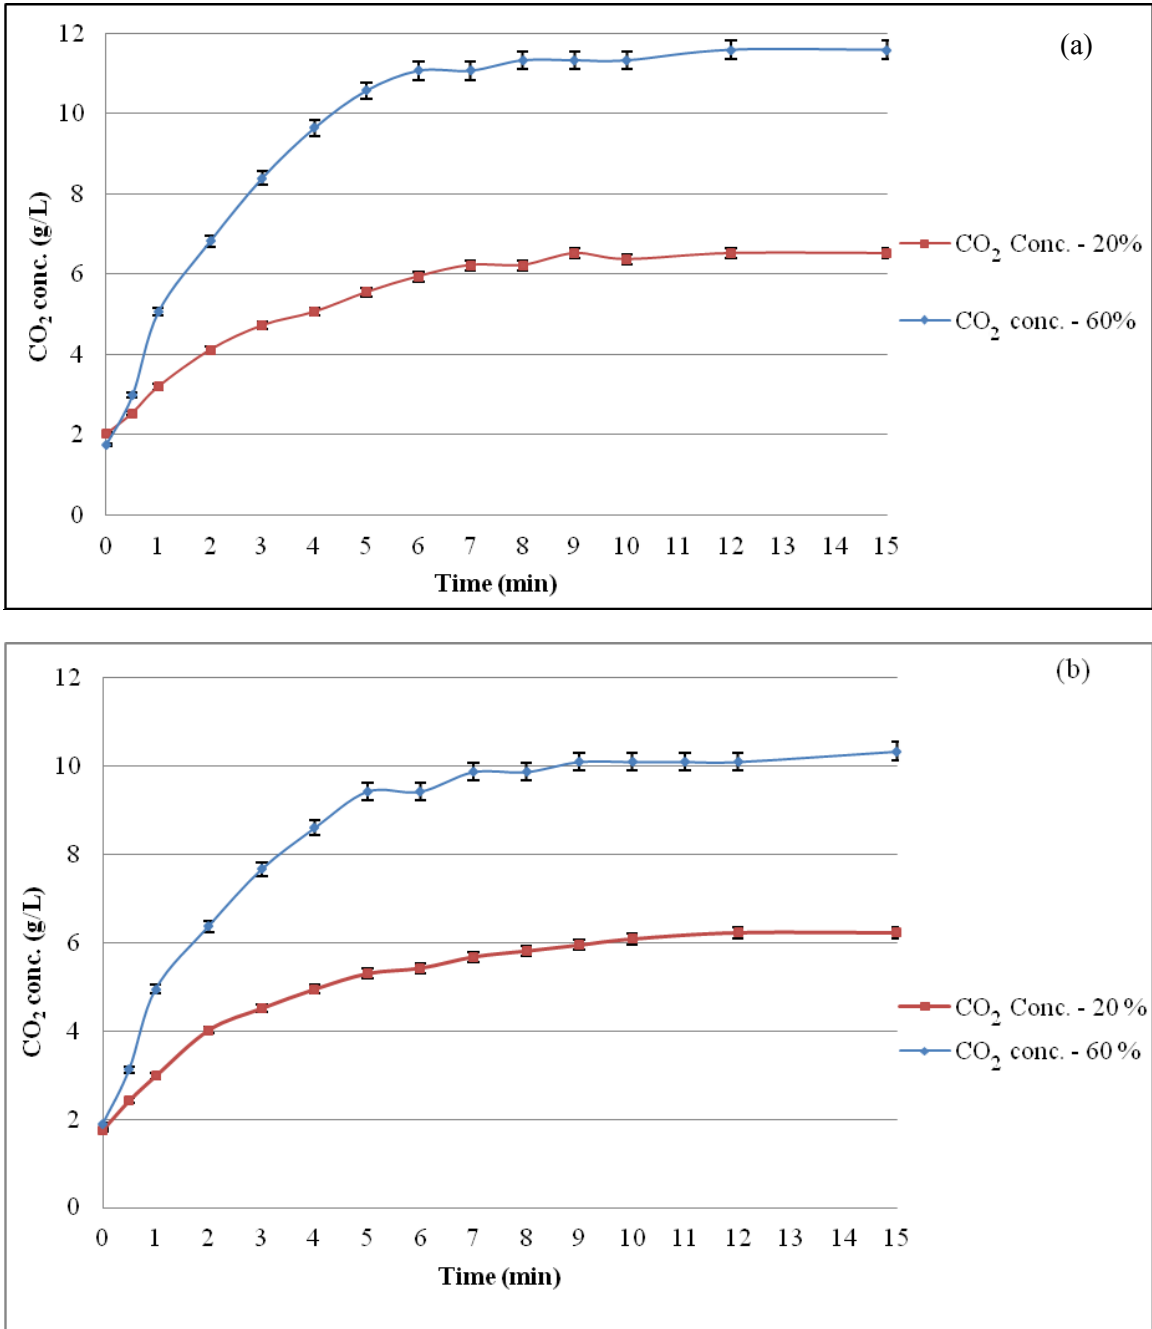 (a)
12
10
8
6
4
2
0
CO2 conc. (g/L)
CO2 Conc. - 20%
CO2 conc. - 60%
0 1 2 3 4 5 6 7 8 9 10 11 12 13 14 15
Time (min)
(b)
12
10
8
6
4
2
0
CO2 conc. (g/L)
CO2 Conc. - 20 %
CO2 conc. - 60 %
0 1 2 3 4 5 6 7 8 9 10 11 12 13 14 15
Time (min)